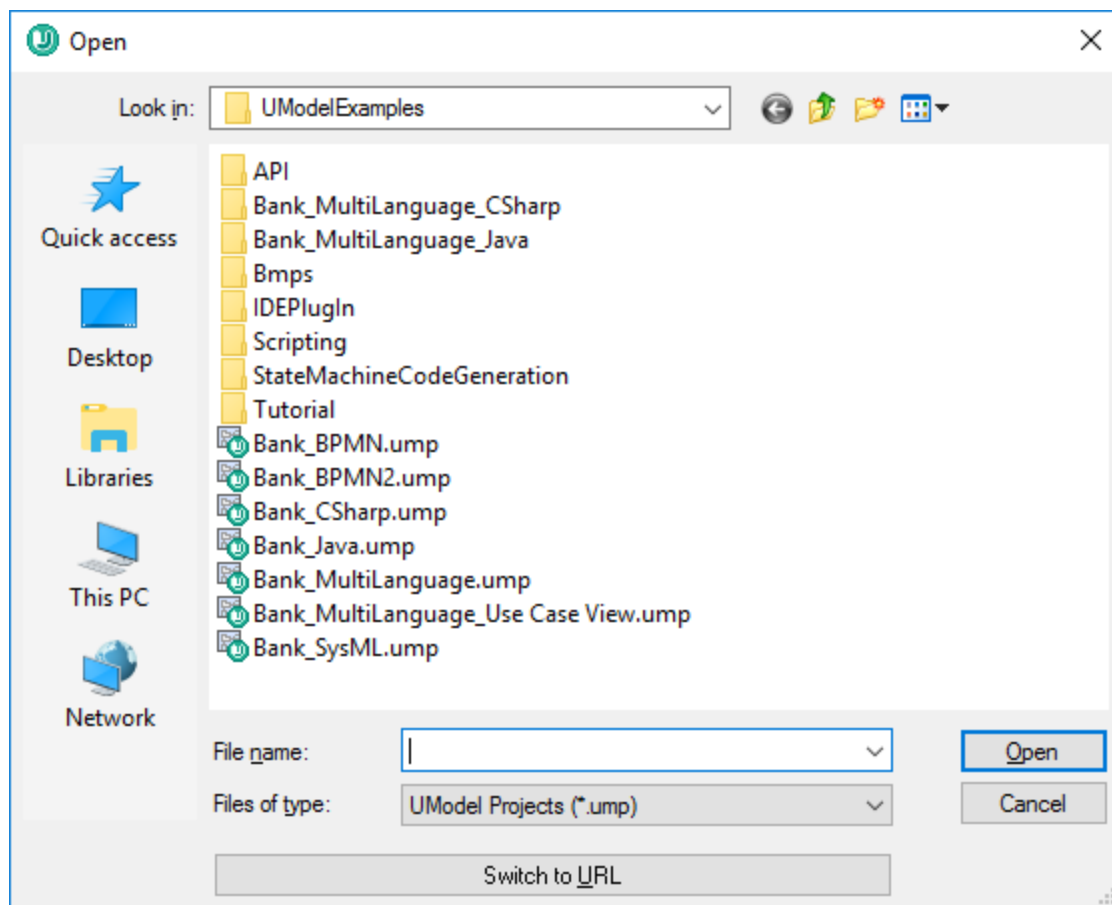 Open
Look in: UModelExamples
Quick access
Desktop
Libraries
This PC
Network
API
Bank_MultiLanguage_CSharp
Bank_MultiLanguage_Java
Bmps
IDEPlugIn
Scripting
StateMachineCodeGeneration
Tutorial
Bank_BPMN.ump
Bank_BPMN2.ump
Bank_CSharp.ump
Bank_Java.ump
Bank_MultiLanguage.ump
Bank_MultiLanguage_Use Case View.ump
Bank_SysML.ump
File name: Open
Files of type: UModel Projects (*.ump) Cancel
Switch to URL